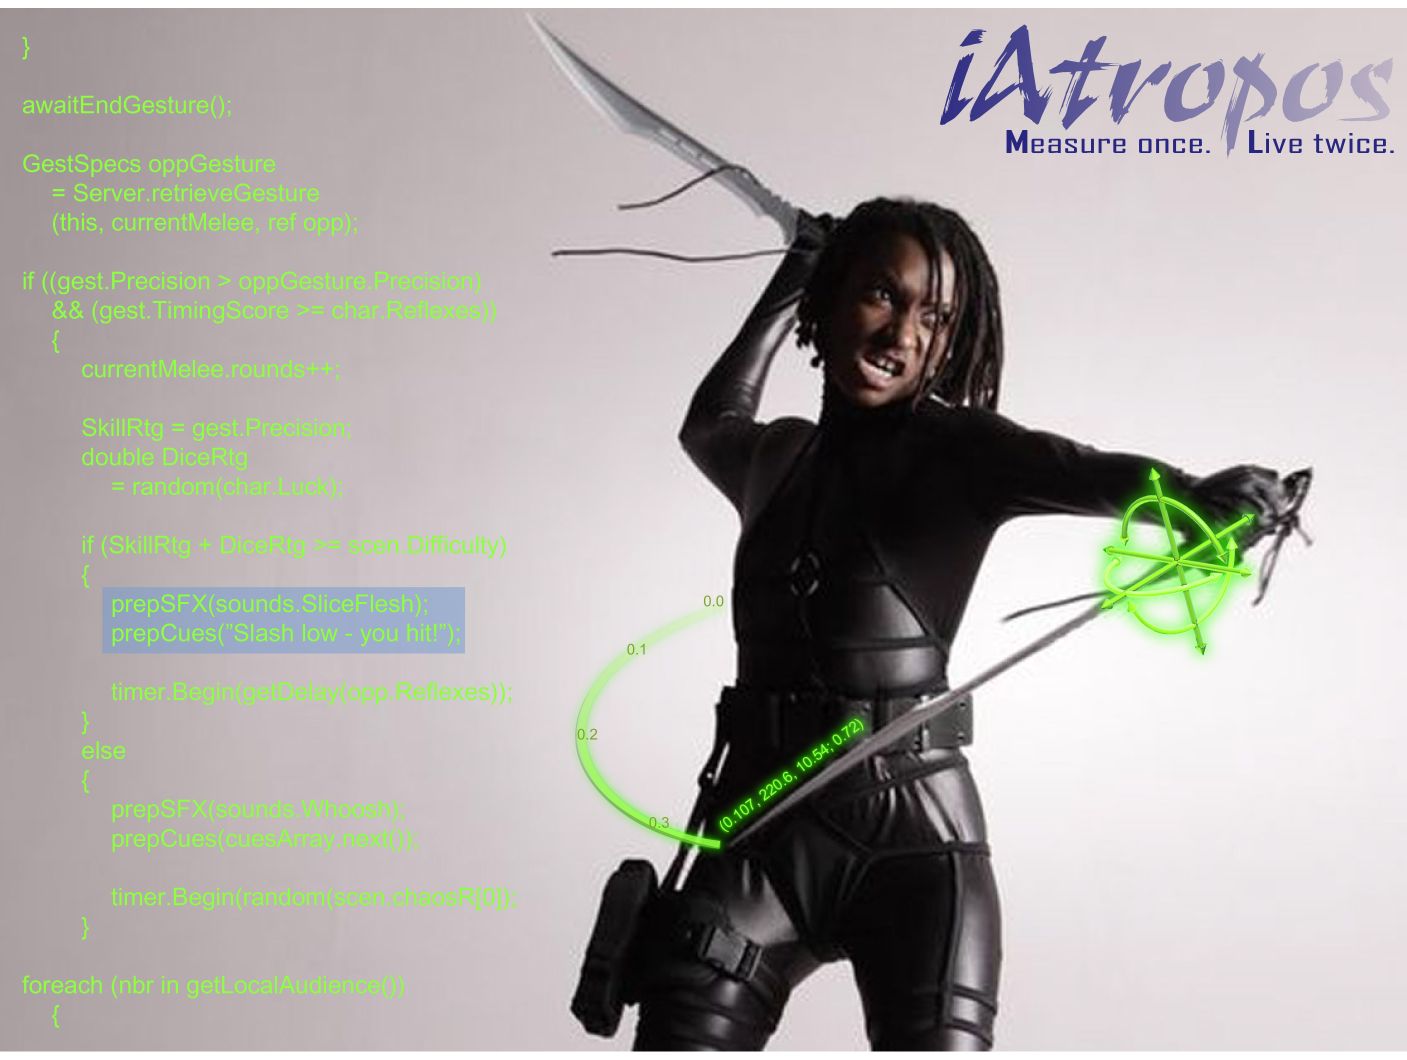 }
awaitEndGesture();
GestSpecs oppGesture
= Server.retrieveGesture
(this, currentMelee, ref opp);
if ((gest.Precision > oppGesture.Precision)
&& (gest.TimingScore >= char.Reflexes))
{
currentMelee.rounds++;
SkillRtg = gest.Precision;
double DiceRtg
= random(char.Luck);
if (SkillRtg + DiceRtg >= scen.Difficulty)
{
prepSFX(sounds.SliceFlesh);
prepCues(”Slash low - you hit!”);
timer.Begin(getDelay(opp.Reflexes));
}
else
{
prepSFX(sounds.Whoosh);
prepCues(cuesArray.next());
timer.Begin(random(scen.chaosR[0]);
}
foreach (nbr in getLocalAudience())
{
iAtropos
Measure once. Live twice.
0.0
0.1
0.2
0.3
(0.107, 220.6, 10.54; 0.72)